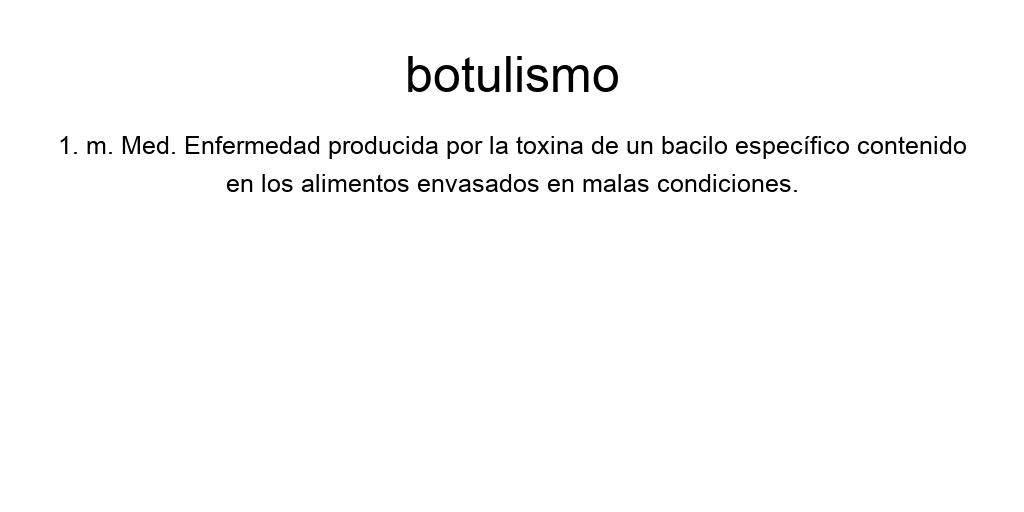 botulismo
1. m. Med. Enfermedad producida por la toxina de un bacilo específico contenido
en los alimentos envasados en malas condiciones.